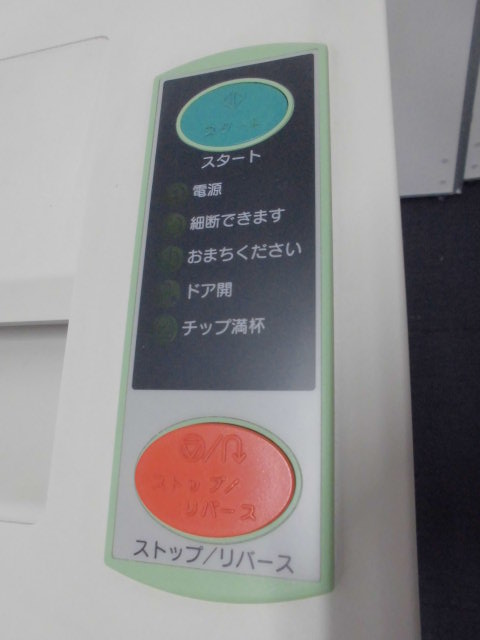 スタート
スタート
電源
細断できます
おまちください
ドア開
チップ満杯
ストップ/
リバース
ストップ/リバース